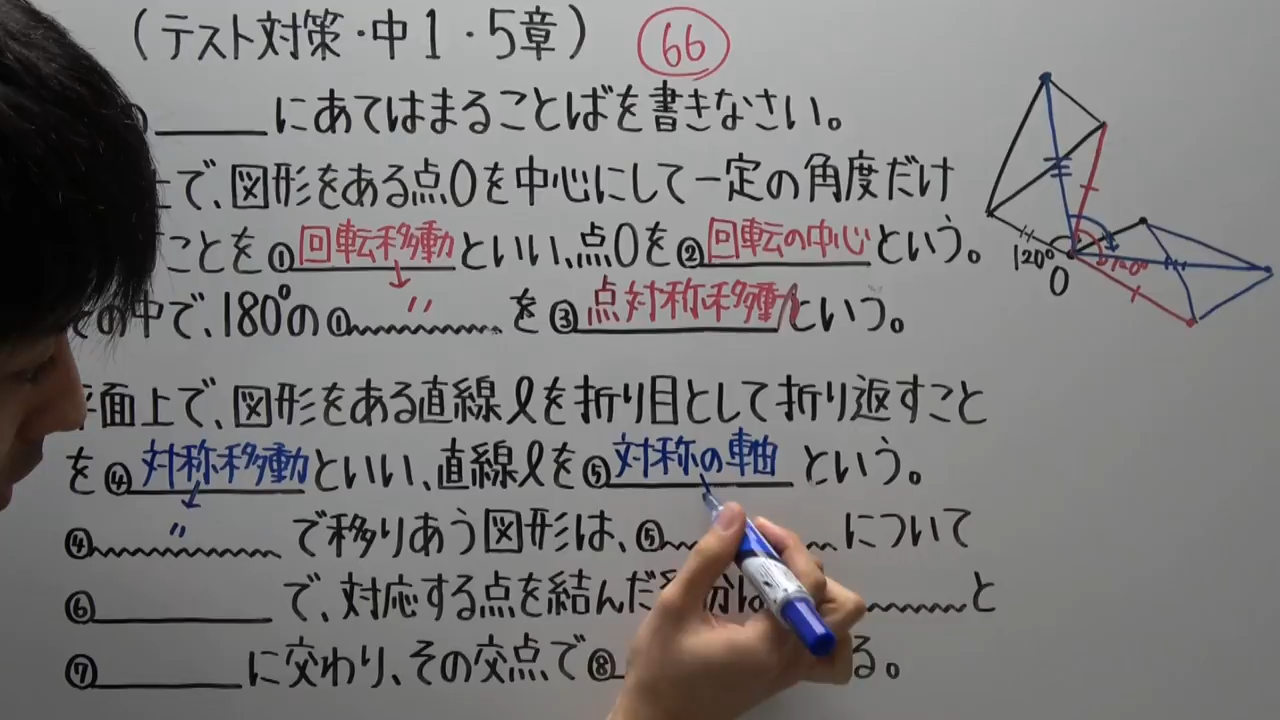 (テスト対策・中1・5章) 66
にあてはまることばを書きなさい。
で、図形をある点Oを中心にして一定の角度だけ
ことを①回転移動といい、点Oを②回転の中心という。
の中で、180°の① 〃 を③点対称移動という。
平面上で、図形をある直線ℓを折り目として折り返すこと
を④対称移動といい、直線ℓを⑤対称の軸という。
④ 〃 で移りあう図形は、⑤ について
⑥ で、対応する点を結んだ と
⑦ に交わり、その交点で⑧ る。
120°
O
120°